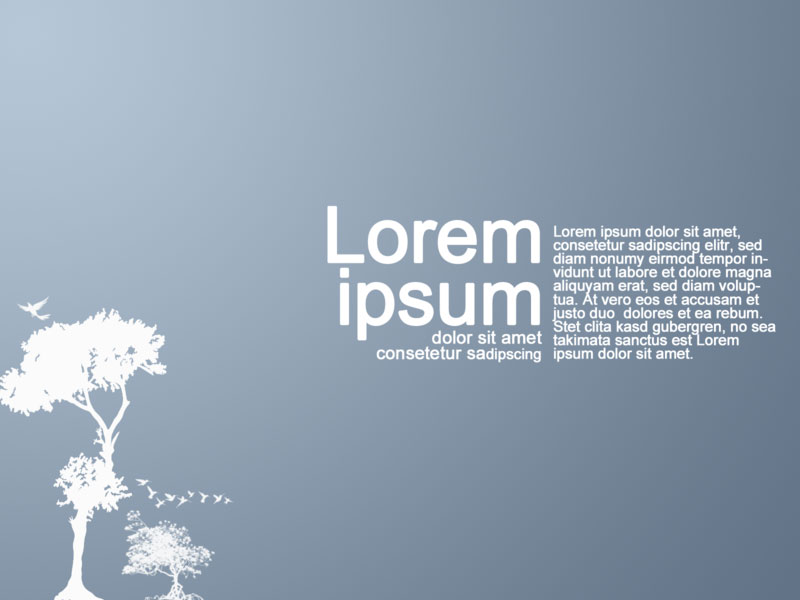 Lorem
ipsum
dolor sit amet
consetetur sadipscing
Lorem ipsum dolor sit amet,
consetetur sadipscing elitr, sed
diam nonumy eirmod tempor in-
vidunt ut labore et dolore magna
aliquyam erat, sed diam volup-
tua. At vero eos et accusam et
justo duo  dolores et ea rebum.
Stet clita kasd gubergren, no sea
takimata sanctus est Lorem
ipsum dolor sit amet.